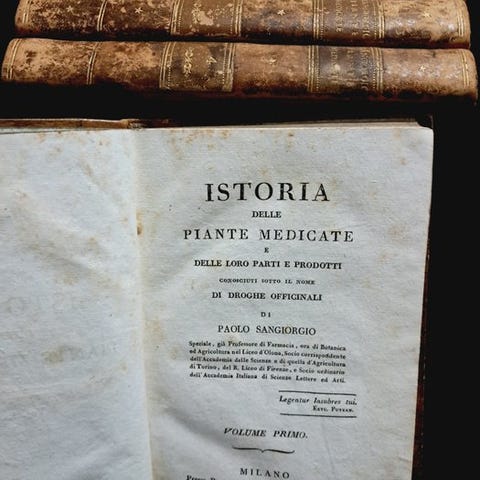 ISTORIA
DELLE
PIANTE MEDICATE
E
DELLE LORO PARTI E PRODOTTI
CONOSCIUTI SOTTO IL NOME
DI DROGHE OFFICINALI
DI
PAOLO SANGIORGIO
Speziale, già Professore di Farmacia, ora di Botanica
ed Agricoltura nel Liceo d'Olona, Socio corrispondente
dell'Accademia delle Scienze e di quella d'Agricoltura
di Torino, del R. Liceo di Firenze, e Socio ordinario
dell'Accademia Italiana di Scienze Lettere ed Arti.
Legentur Insubres tui.
VOLUME PRIMO.
MILANO